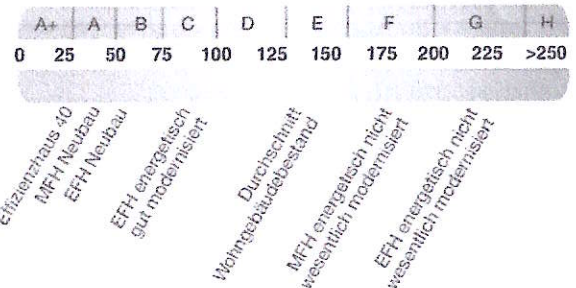 A+ A B C D E F G H
0 25 50 75 100 125 150 175 200 225 >250
Effizienzhaus 40
MFH Neubau
EFH Neubau
EFH energetisch
gut modernisiert
Durchschnitt
Wohngebäudebestand
MFH energetisch nicht
wesentlich modernisiert
EFH energetisch nicht
wesentlich modernisiert